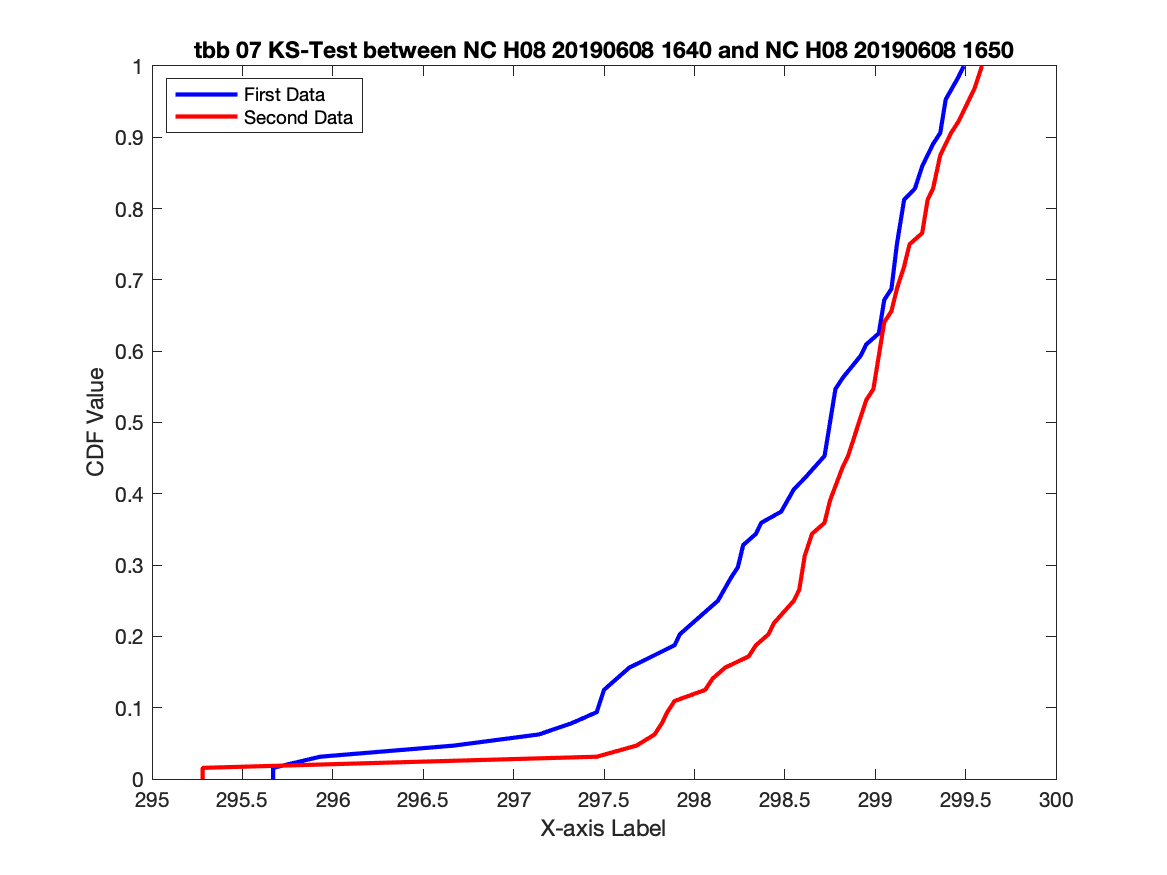 tbb 07 KS-Test between NC H08 20190608 1640 and NC H08 20190608 1650
First Data
Second Data
1
0.9
0.8
0.7
0.6
0.5
0.4
0.3
0.2
0.1
0
CDF Value
295 295.5 296 296.5 297 297.5 298 298.5 299 299.5 300
X-axis Label